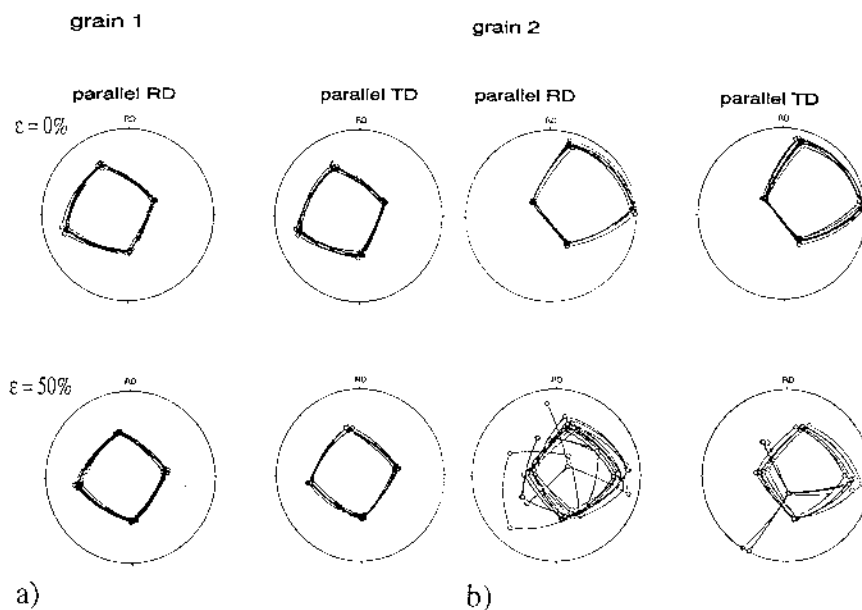 grain 1 grain 2
parallel RD parallel TD parallel RD parallel TD
ε = 0% RD RD RD RD
ε = 50% RD RD RD RD
a) b)